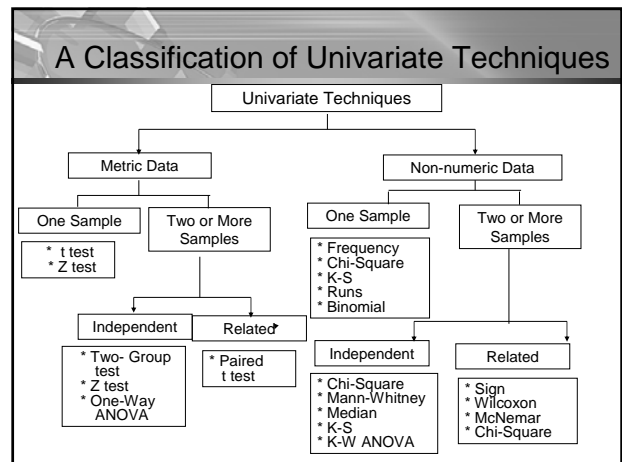 A Classification of Univariate Techniques
Univariate Techniques
Metric Data
Non-numeric Data
One Sample
Two or More
Samples
One Sample
Two or More
Samples
* t test
* Z test
* Frequency
* Chi-Square
* K-S
* Runs
* Binomial
Independent
Related
* Two- Group
test
* Z test
* One-Way
ANOVA
* Paired
t test
Independent
Related
* Chi-Square
* Mann-Whitney
* Median
* K-S
* K-W ANOVA
* Sign
* Wilcoxon
* McNemar
* Chi-Square